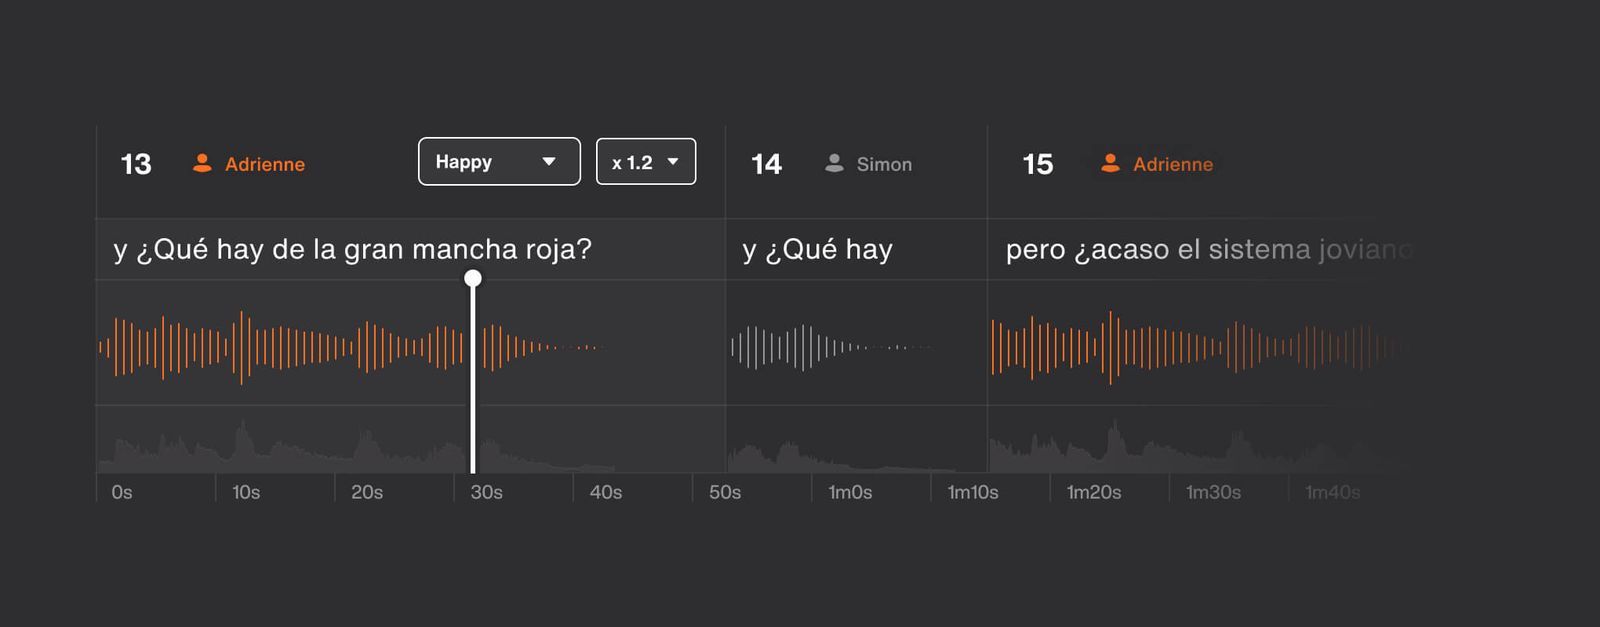 13 Adrienne Happy x 1.2 14 Simon 15 Adrienne
y ¿Qué hay de la gran mancha roja? y ¿Qué hay pero ¿acaso el sistema joviano
0s 10s 20s 30s 40s 50s 1m0s 1m10s 1m20s 1m30s 1m40s